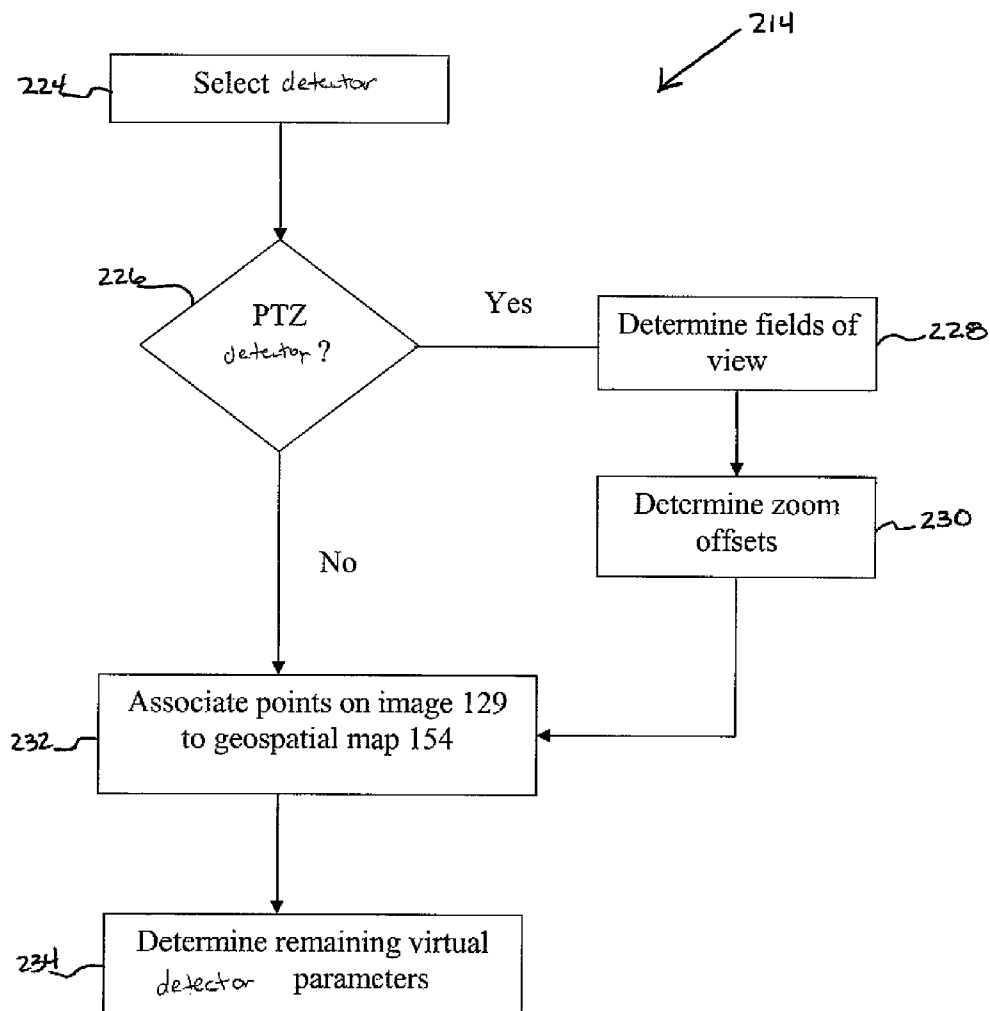 214
224
Select detector
226
PTZ
detector ?
Yes
Determine fields of
view
228
Determine zoom
offsets
230
No
Associate points on image 129
to geospatial map 154
232
Determine remaining virtual
detector parameters
234